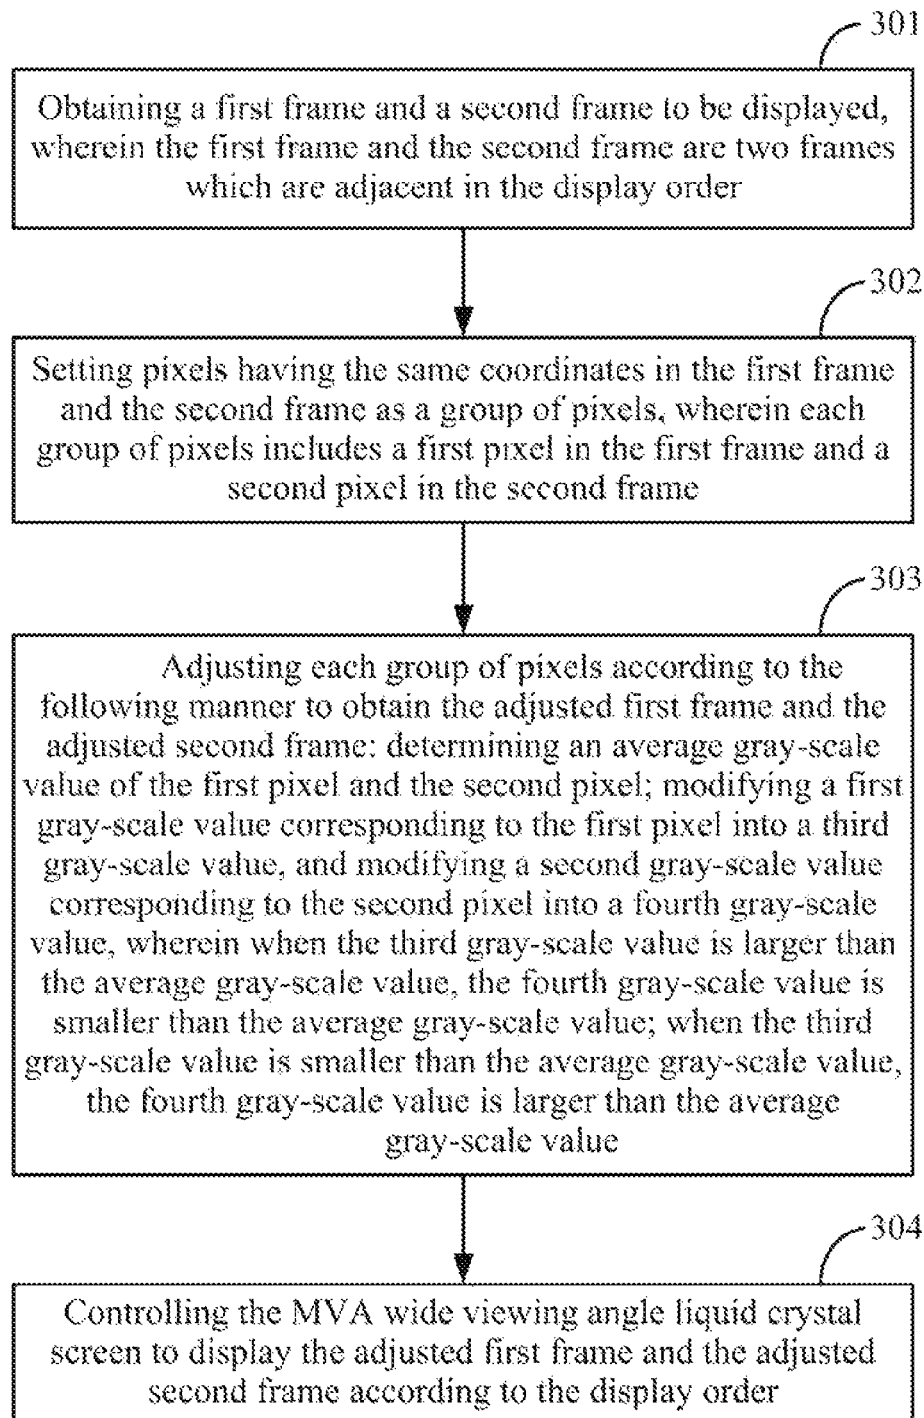 301
Obtaining a first frame and a second frame to be displayed,
wherein the first frame and the second frame are two frames
which are adjacent in the display order
302
Setting pixels having the same coordinates in the first frame
and the second frame as a group of pixels, wherein each
group of pixels includes a first pixel in the first frame and a
second pixel in the second frame
303
Adjusting each group of pixels according to the
following manner to obtain the adjusted first frame and the
adjusted second frame: determining an average gray-scale
value of the first pixel and the second pixel; modifying a first
gray-scale value corresponding to the first pixel into a third
gray-scale value, and modifying a second gray-scale value
corresponding to the second pixel into a fourth gray-scale
value, wherein when the third gray-scale value is larger than
the average gray-scale value, the fourth gray-scale value is
smaller than the average gray-scale value; when the third
gray-scale value is smaller than the average gray-scale value,
the fourth gray-scale value is larger than the average
gray-scale value
304
Controlling the MVA wide viewing angle liquid crystal
screen to display the adjusted first frame and the adjusted
second frame according to the display order